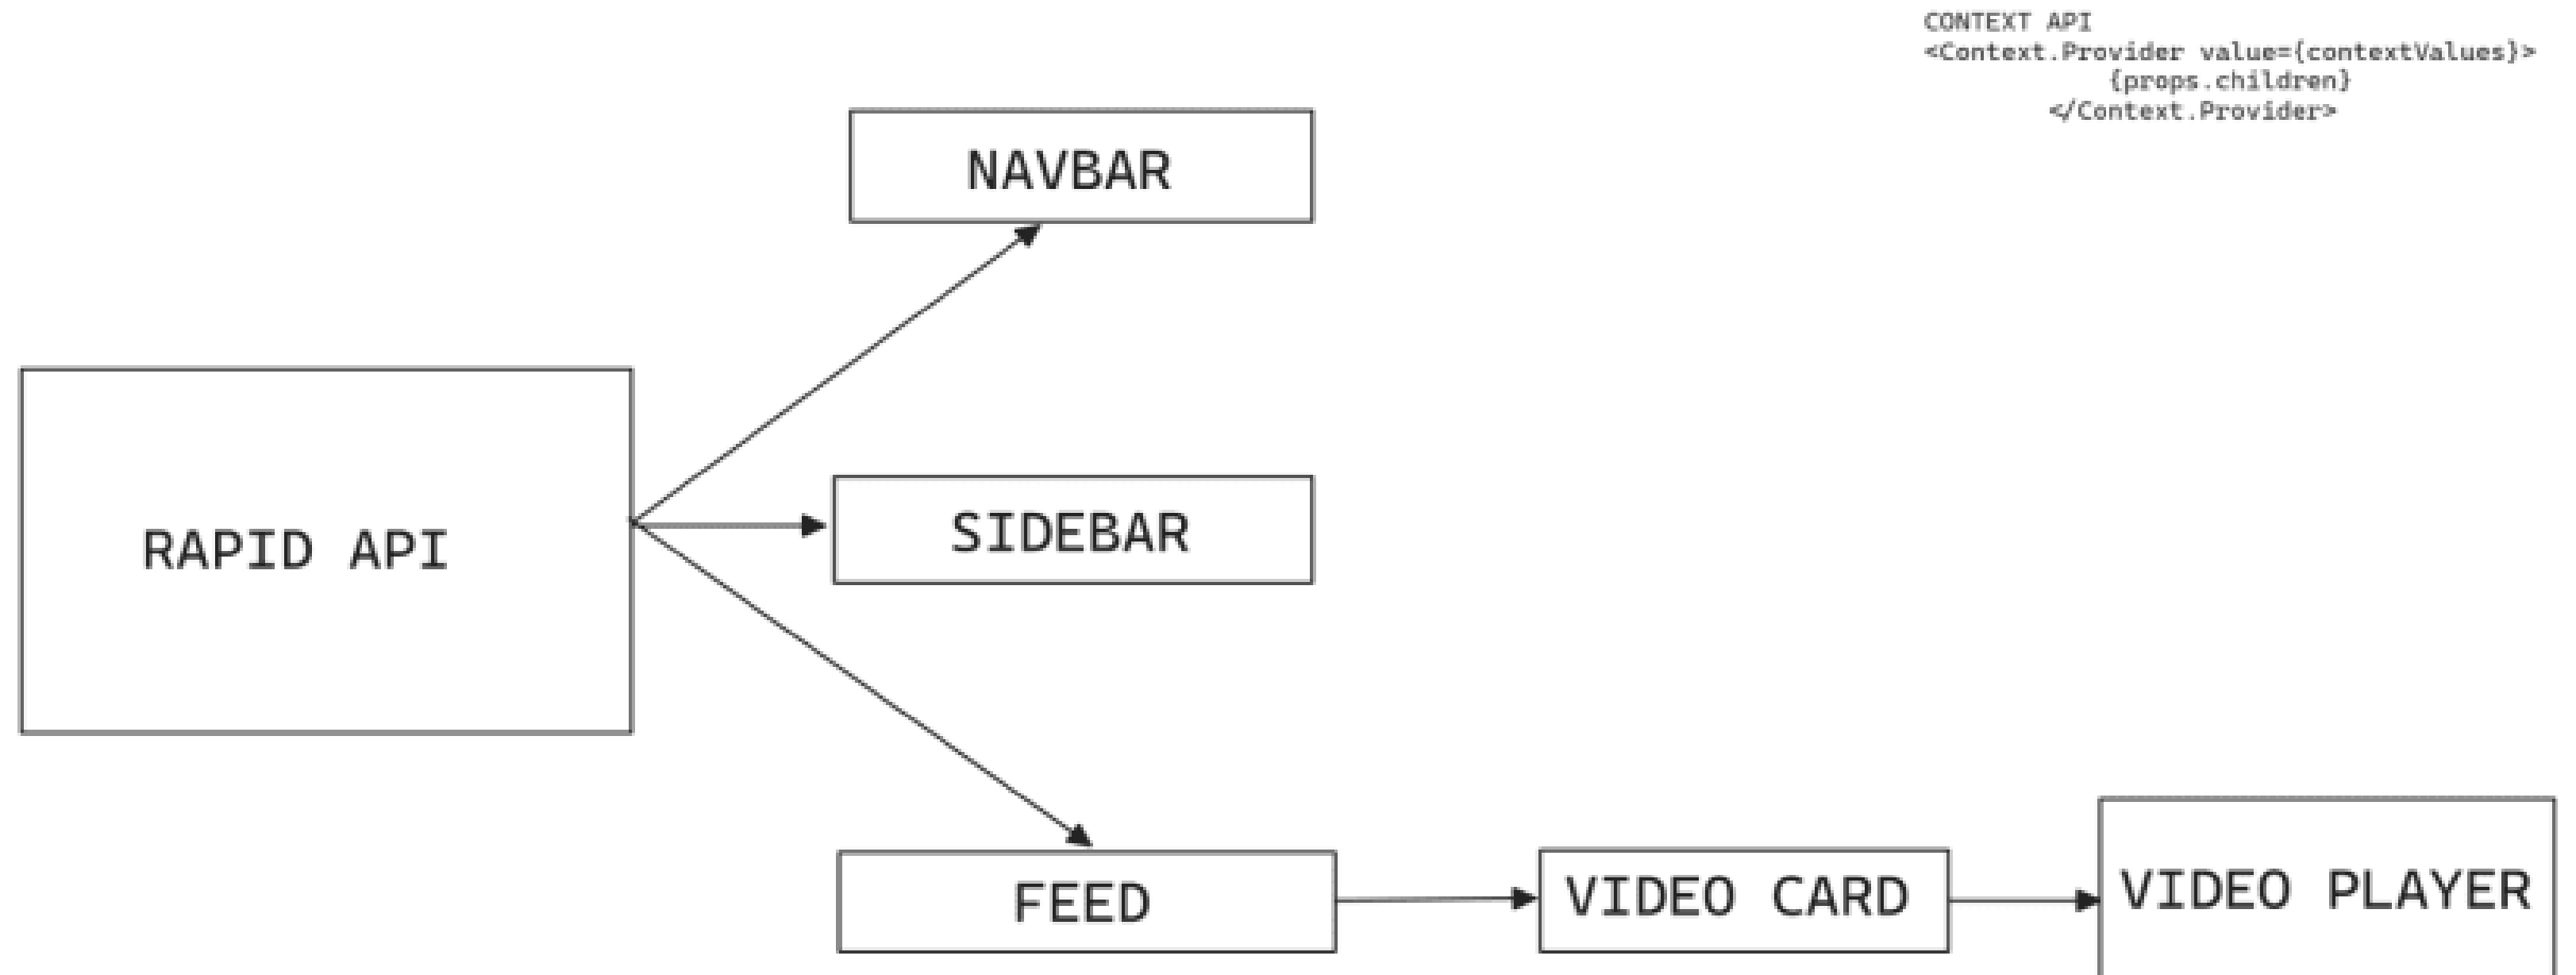 CONTEXT API
<Context.Provider value={contextValues}>
{props.children}
</Context.Provider>
NAVBAR
RAPID API
SIDEBAR
FEED
VIDEO CARD
VIDEO PLAYER